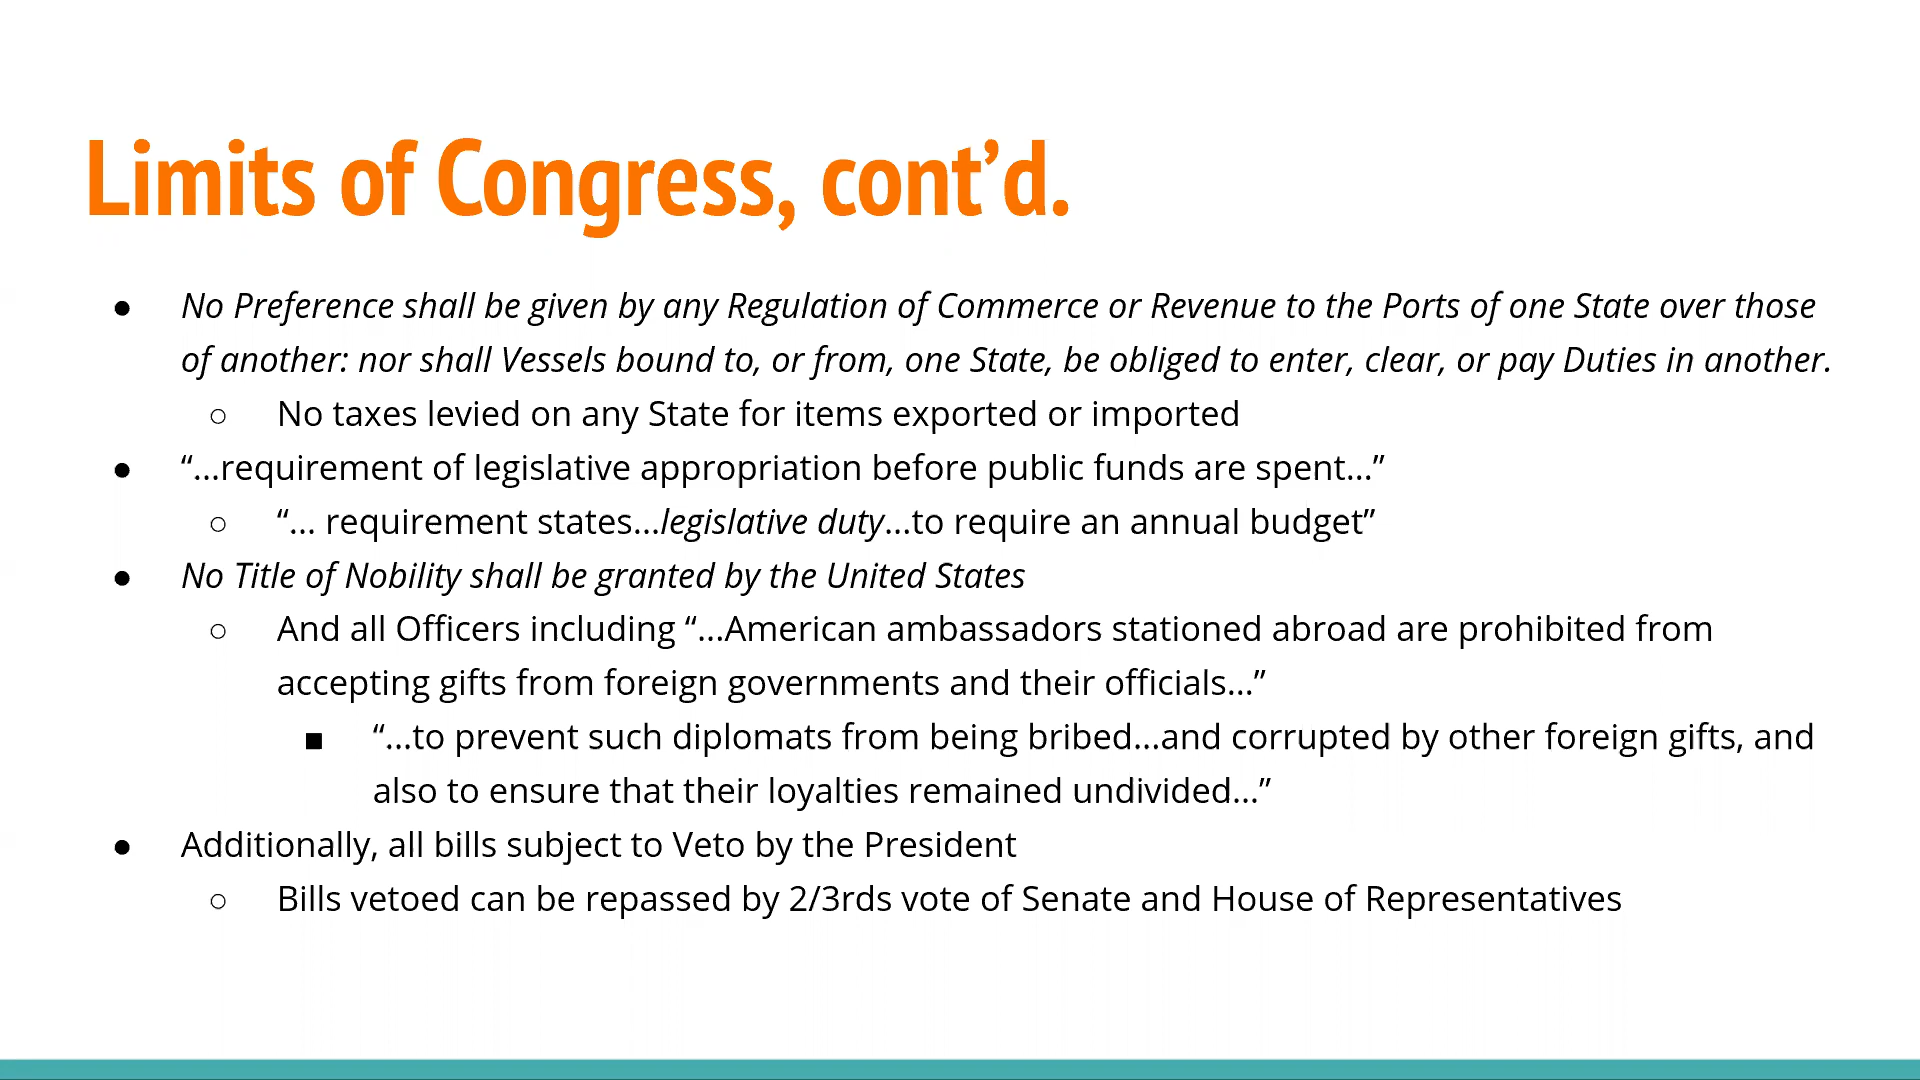 Limits of Congress, cont’d.
● No Preference shall be given by any Regulation of Commerce or Revenue to the Ports of one State over those
of another: nor shall Vessels bound to, or from, one State, be obliged to enter, clear, or pay Duties in another.
○ No taxes levied on any State for items exported or imported
● “...requirement of legislative appropriation before public funds are spent...”
○ “... requirement states...legislative duty...to require an annual budget”
● No Title of Nobility shall be granted by the United States
○ And all Officers including “...American ambassadors stationed abroad are prohibited from
accepting gifts from foreign governments and their officials...”
■ “...to prevent such diplomats from being bribed...and corrupted by other foreign gifts, and
also to ensure that their loyalties remained undivided...”
● Additionally, all bills subject to Veto by the President
○ Bills vetoed can be repassed by 2/3rds vote of Senate and House of Representatives